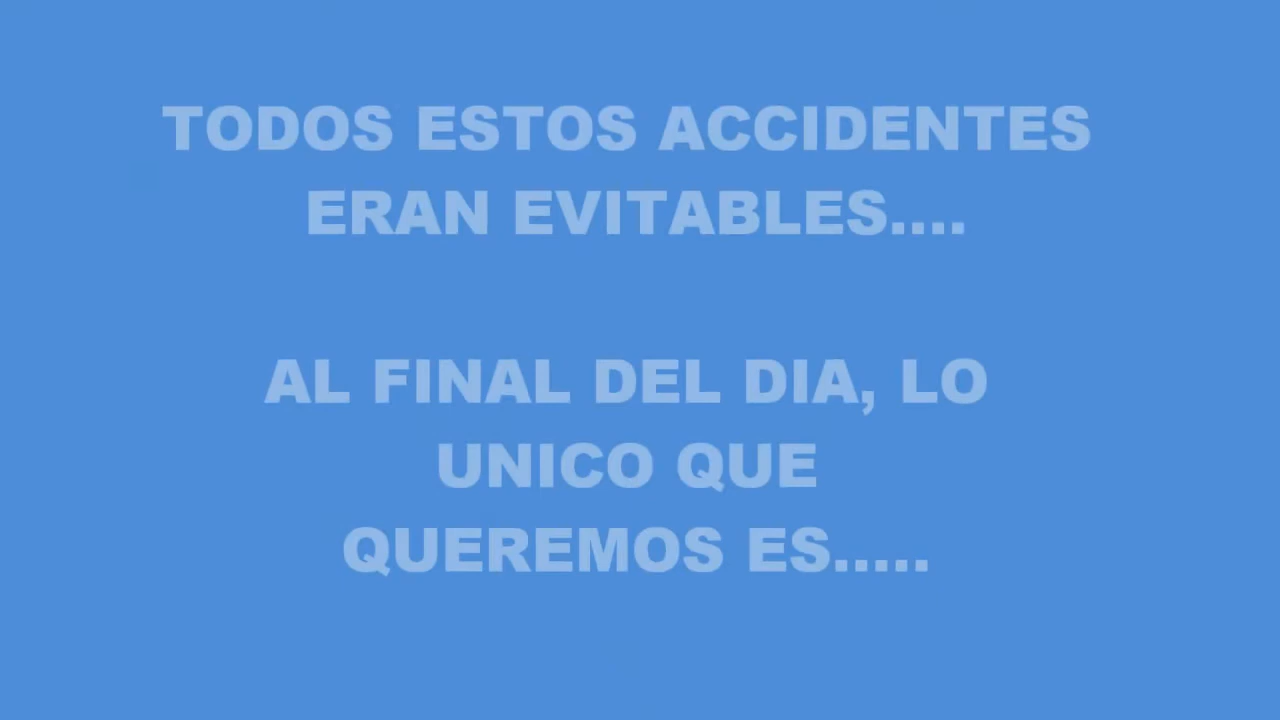 TODOS ESTOS ACCIDENTES
ERAN EVITABLES....
AL FINAL DEL DIA, LO
UNICO QUE
QUEREMOS ES.....